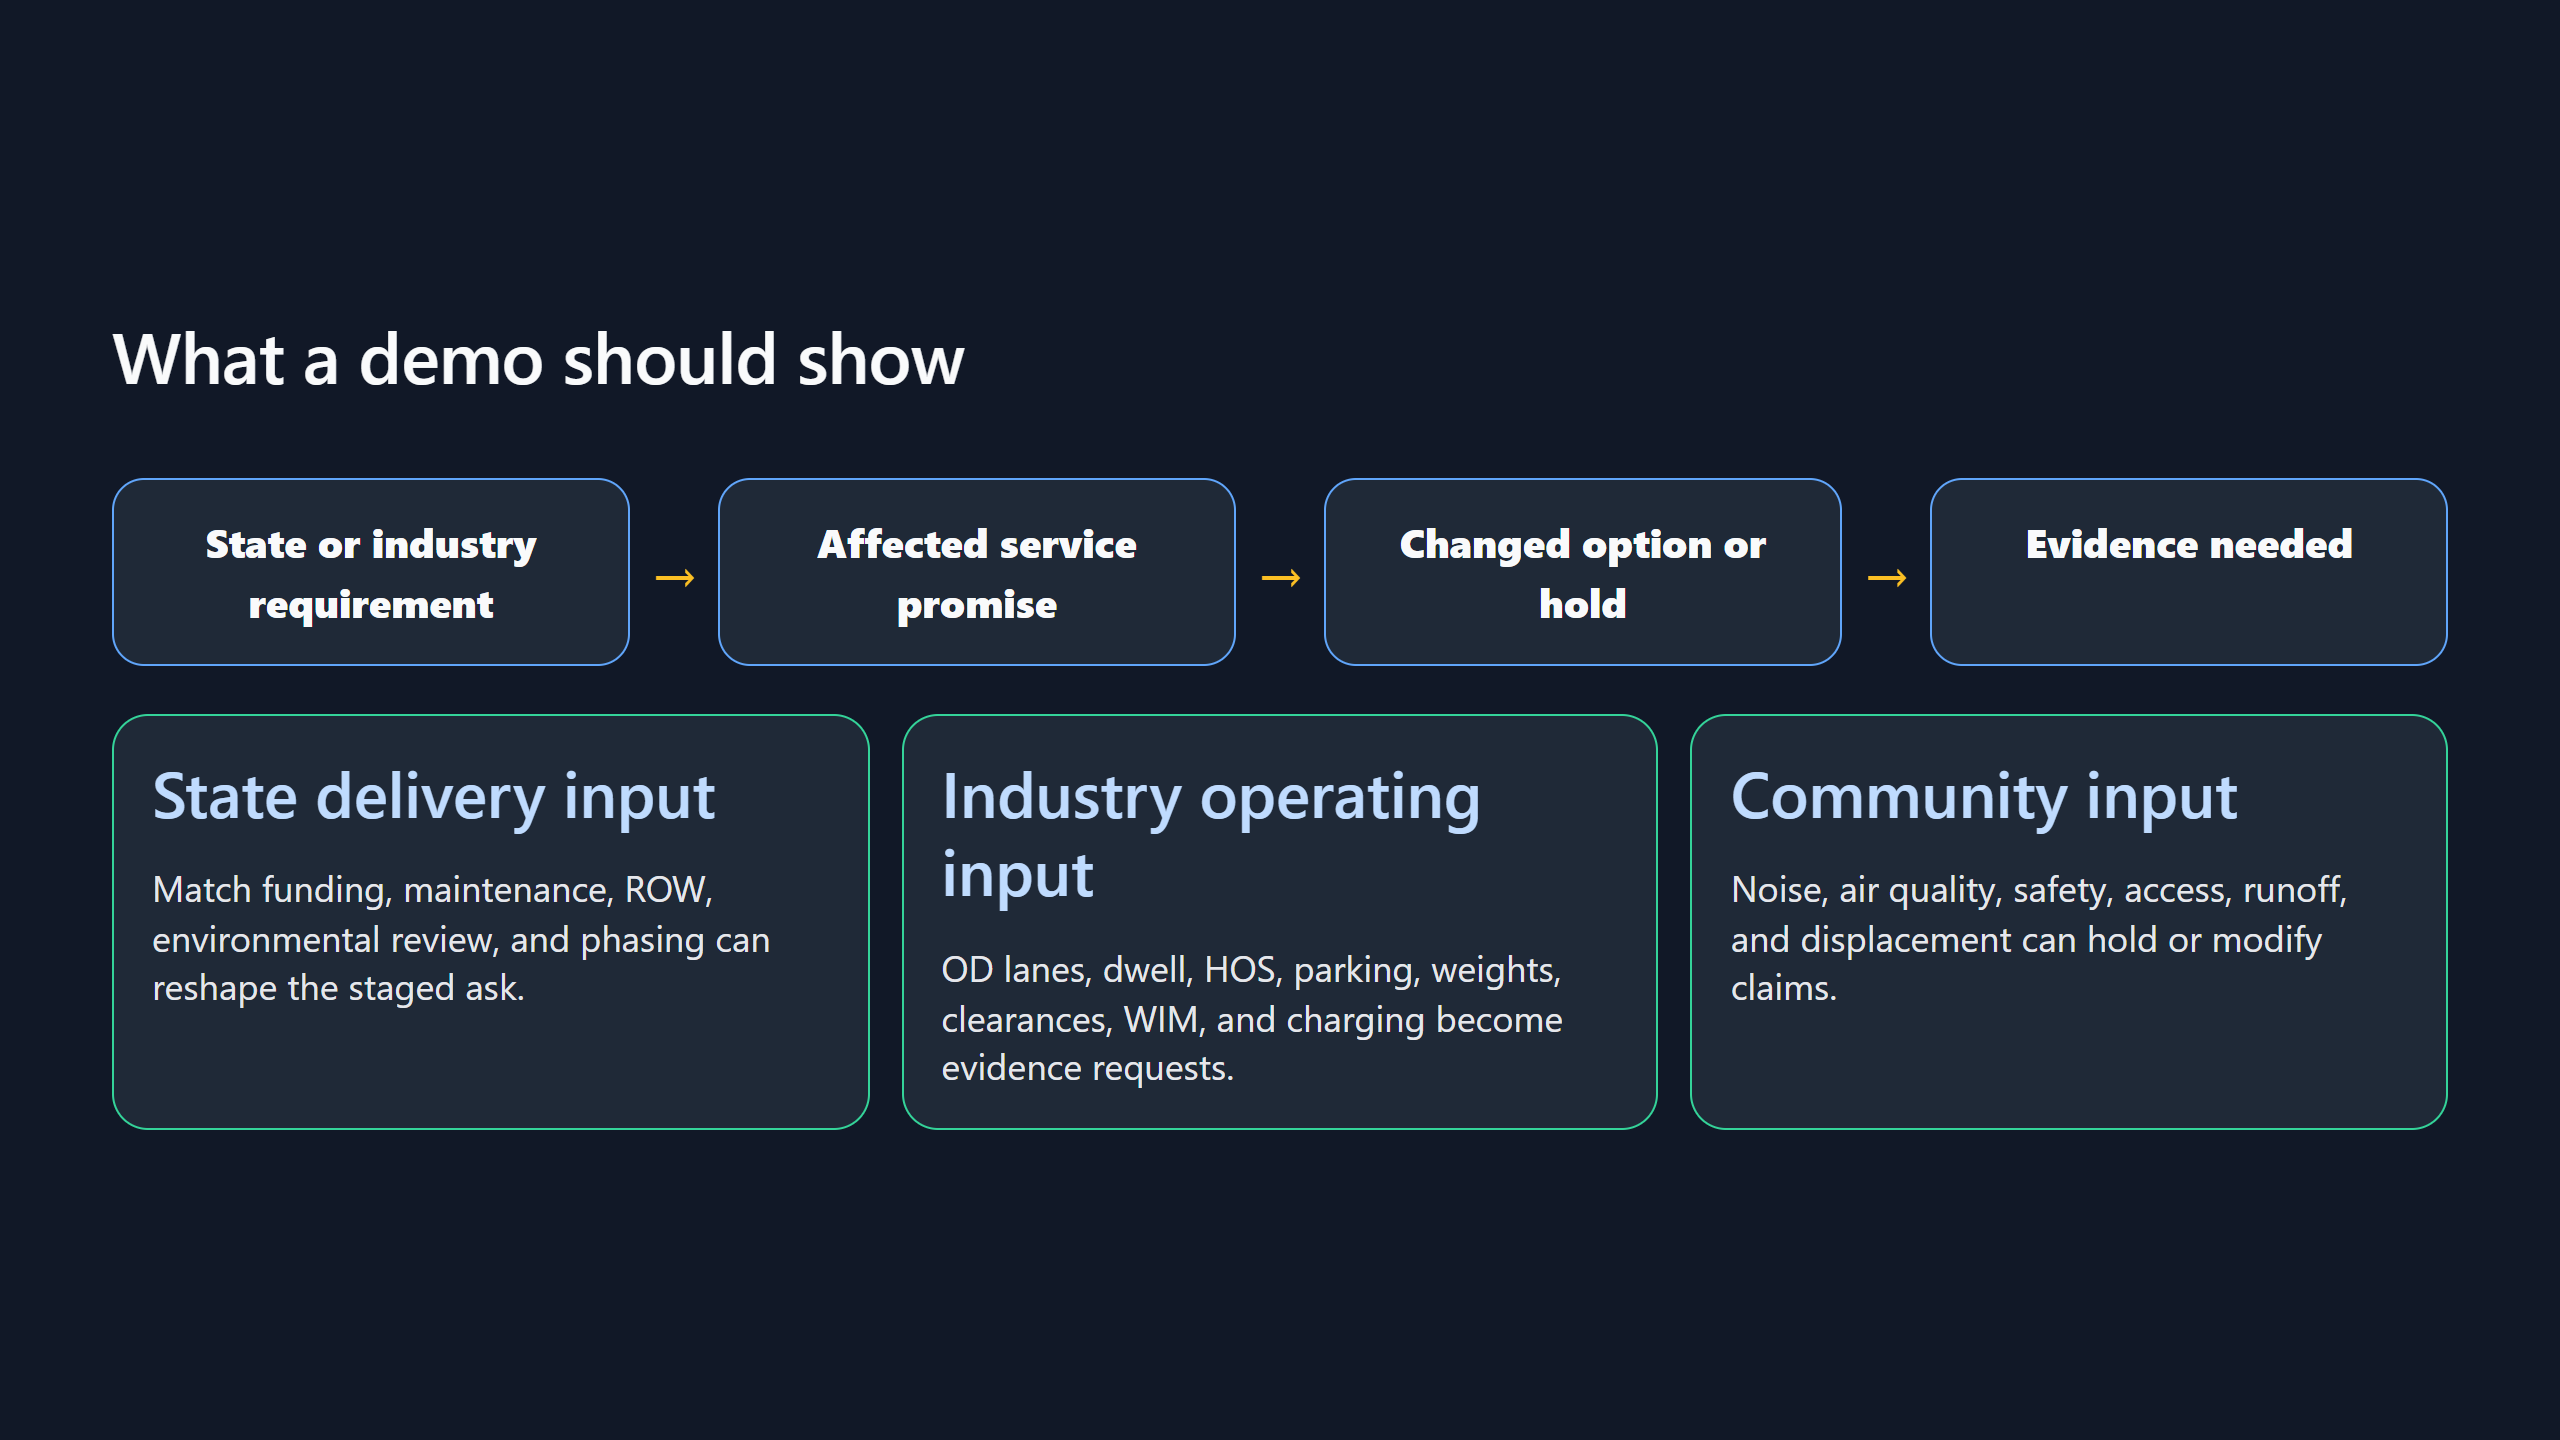 What a demo should show
State or industry
requirement
→
Affected service
promise
→
Changed option or
hold
→
Evidence needed
State delivery input
Match funding, maintenance, ROW,
environmental review, and phasing can
reshape the staged ask.
Industry operating
input
OD lanes, dwell, HOS, parking, weights,
clearances, WIM, and charging become
evidence requests.
Community input
Noise, air quality, safety, access, runoff,
and displacement can hold or modify
claims.